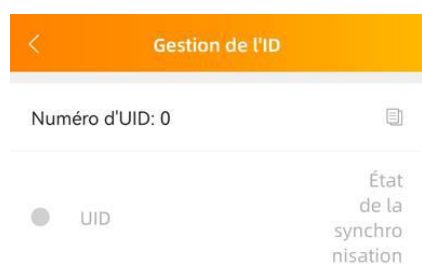 Gestion de l'ID
Numéro d'UID: 0
État
de la
UID
synchro
nisation